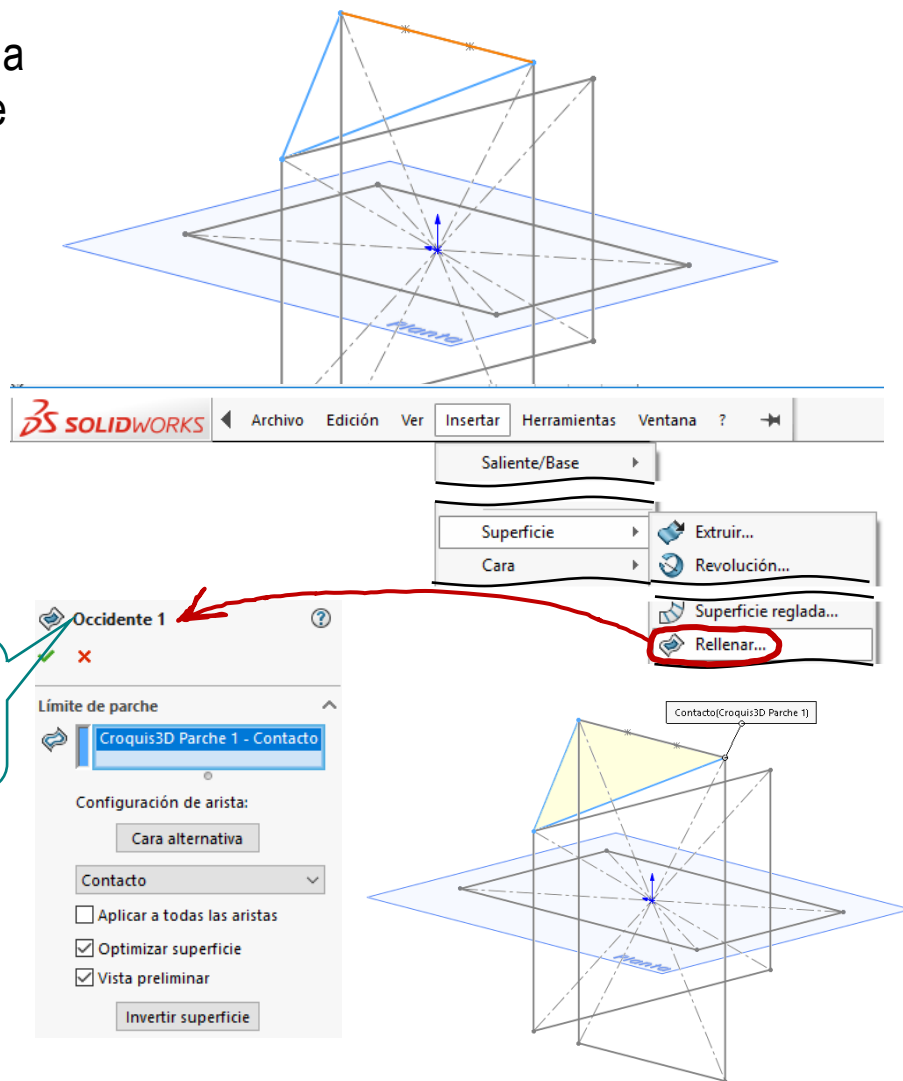 a
e
planta
SOLIDWORKS Archivo Edición Ver Insertar Herramientas Ventana ?
Saliente/Base
Superficie
Cara
Extruir...
Revolución...
Superficie reglada...
Rellenar...
Occidente 1
Límite de parche
Croquis3D Parche 1 - Contacto
Configuración de arista:
Cara alternativa
Contacto
Aplicar a todas las aristas
Optimizar superficie
Vista preliminar
Invertir superficie
Contacto(Croquis3D Parche 1)
planta